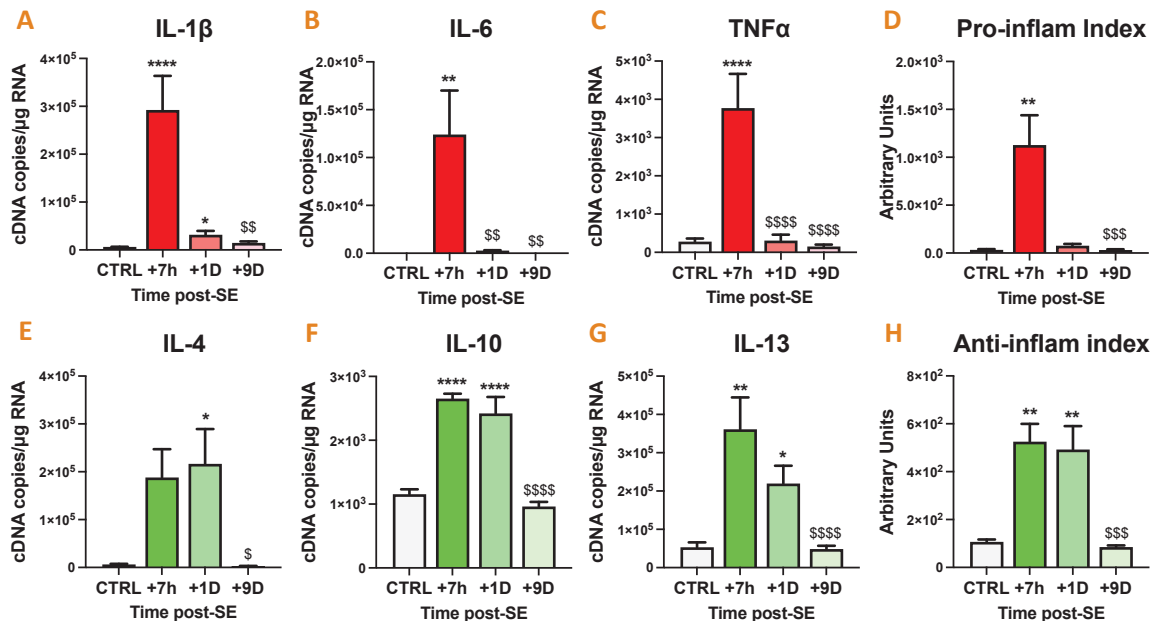 A
IL-1β
cDNA copies/μg RNA
4×10⁵
3×10⁵
2×10⁵
1×10⁵
0
****
*
$$
CTRL +7h +1D +9D
Time post-SE
B
IL-6
cDNA copies/μg RNA
2.0×10⁵
1.5×10⁵
1.0×10⁵
5.0×10⁴
0.0
**
$$
$$
CTRL +7h +1D +9D
Time post-SE
C
TNFα
cDNA copies/μg RNA
5×10³
4×10³
3×10³
2×10³
1×10³
0
****
$$$$
$$$$
CTRL +7h +1D +9D
Time post-SE
D
Pro-inflam Index
Arbitrary Units
2.0×10³
1.5×10³
1.0×10³
5.0×10²
0.0
**
$$$
CTRL +7h +1D +9D
Time post-SE
E
IL-4
cDNA copies/μg RNA
4×10⁵
3×10⁵
2×10⁵
1×10⁵
0
*
$
CTRL +7h +1D +9D
Time post-SE
F
IL-10
cDNA copies/μg RNA
3×10³
2×10³
1×10³
0
****
****
$$$$
CTRL +7h +1D +9D
Time post-SE
G
IL-13
cDNA copies/μg RNA
5×10⁵
4×10⁵
3×10⁵
2×10⁵
1×10⁵
0
**
*
$$$$
CTRL +7h +1D +9D
Time post-SE
H
Anti-inflam index
Arbitrary Units
8×10²
6×10²
4×10²
2×10²
0
**
**
$$$
CTRL +7h +1D +9D
Time post-SE